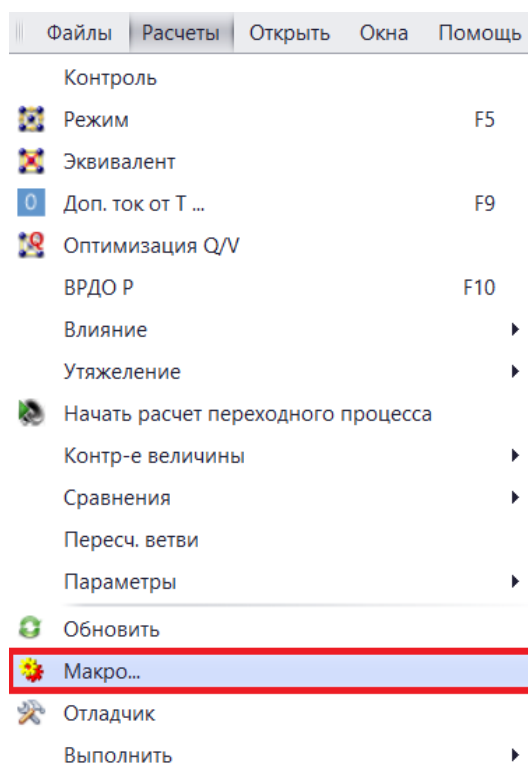 Файлы Расчеты Открыть Окна Помощь
Контроль
Режим F5
Эквивалент
0 Доп. ток от Т ... F9
Q Оптимизация Q/V
ВРДО Р F10
Влияние
Утяжеление
Начать расчет переходного процесса
Контр-е величины
Сравнения
Пересч. ветви
Параметры
Обновить
Макро...
Отладчик
Выполнить